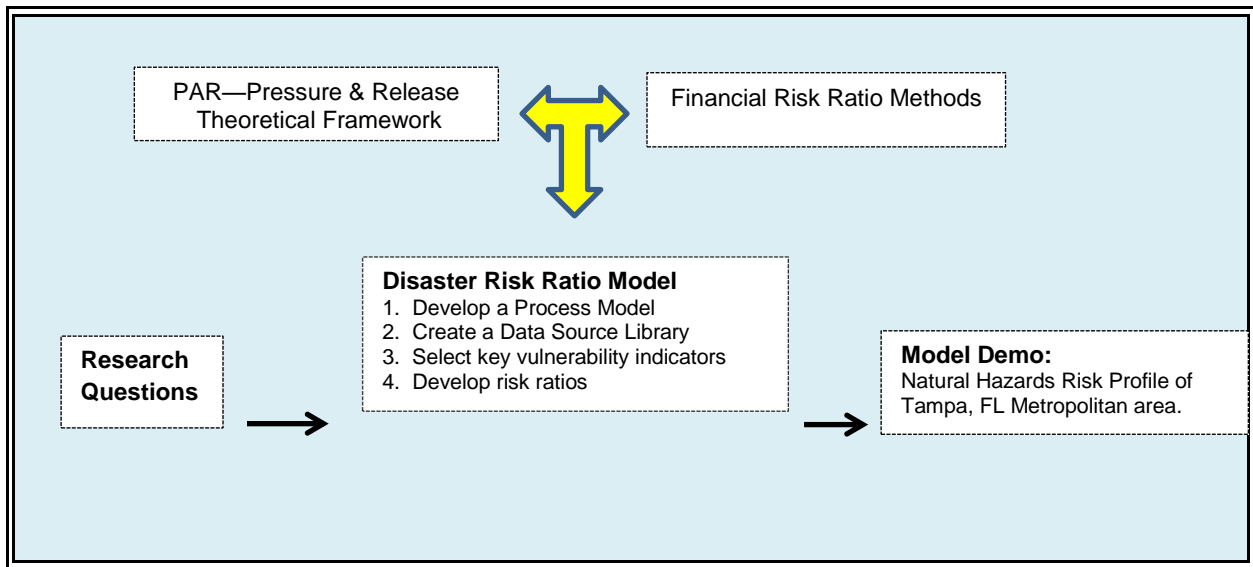 PAR—Pressure & Release
Theoretical Framework
Financial Risk Ratio Methods
Disaster Risk Ratio Model
1. Develop a Process Model
2. Create a Data Source Library
3. Select key vulnerability indicators
4. Develop risk ratios
Research
Questions
Model Demo:
Natural Hazards Risk Profile of
Tampa, FL Metropolitan area.